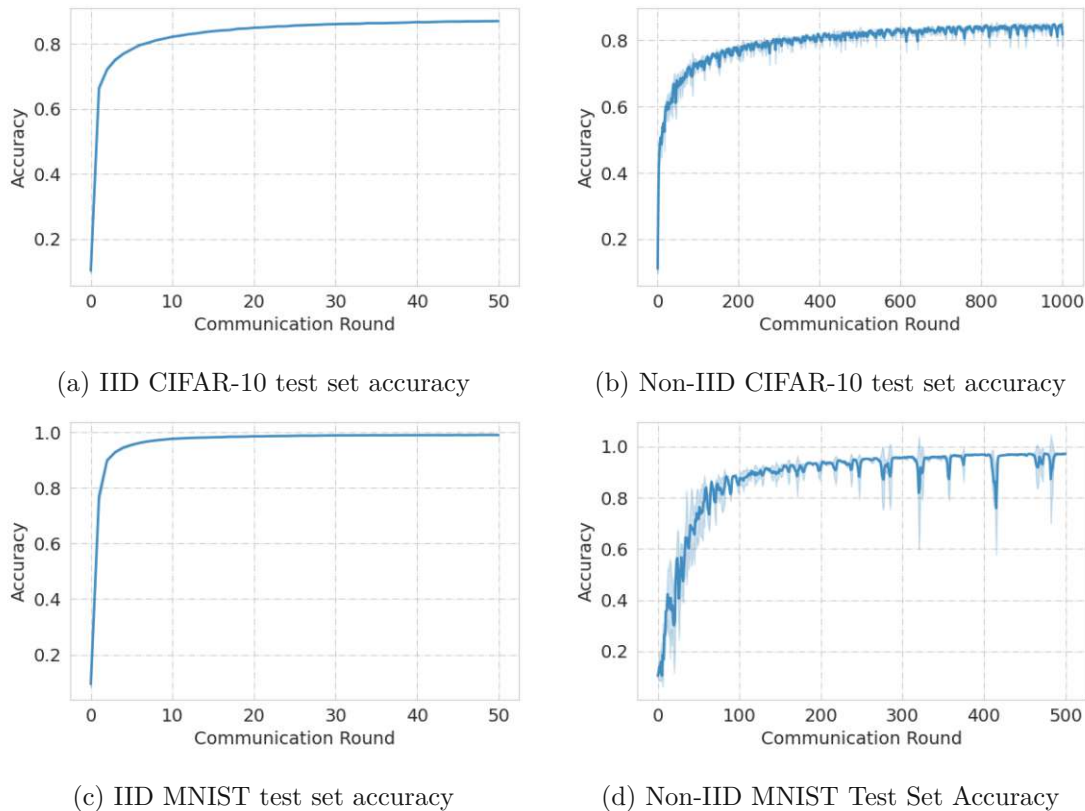 0.8
0.6
0.4
0.2
Accuracy
0 10 20 30 40 50
Communication Round
(a) IID CIFAR-10 test set accuracy
0.8
0.6
0.4
0.2
Accuracy
0 200 400 600 800 1000
Communication Round
(b) Non-IID CIFAR-10 test set accuracy
1.0
0.8
0.6
0.4
0.2
Accuracy
0 10 20 30 40 50
Communication Round
(c) IID MNIST test set accuracy
1.0
0.8
0.6
0.4
0.2
Accuracy
0 100 200 300 400 500
Communication Round
(d) Non-IID MNIST Test Set Accuracy